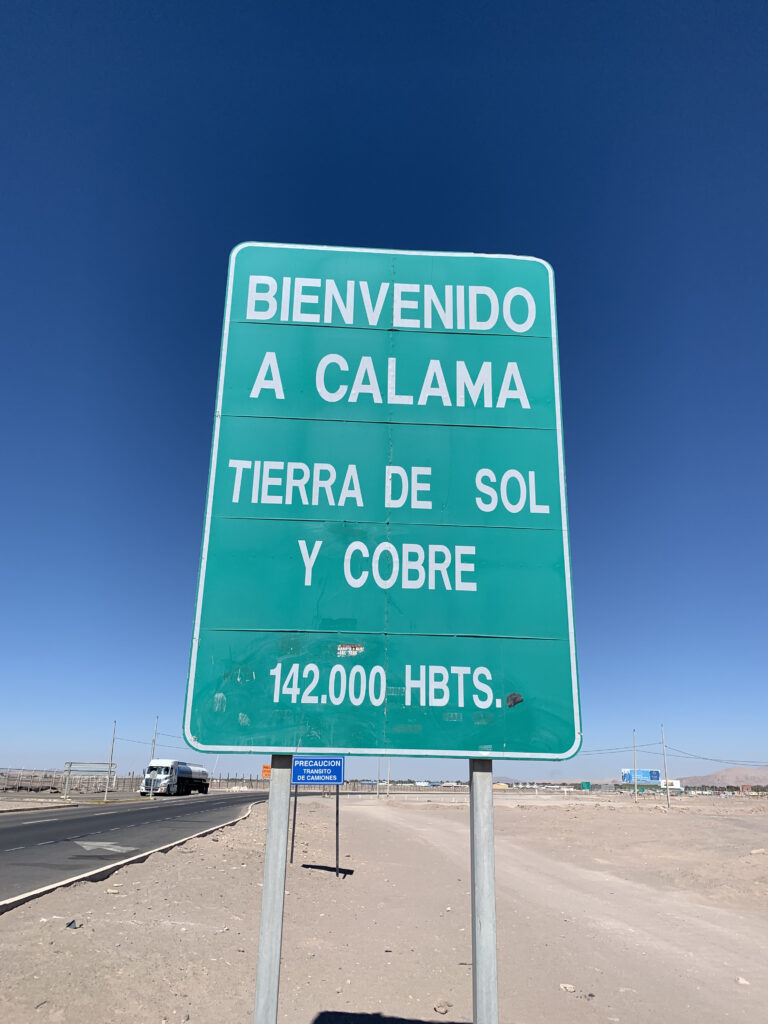 BIENVENIDO
A CALAMA
TIERRA DE SOL
Y COBRE
142.000 HBTS.
PRECAUCION
TRANSITO
DE CAMIONES